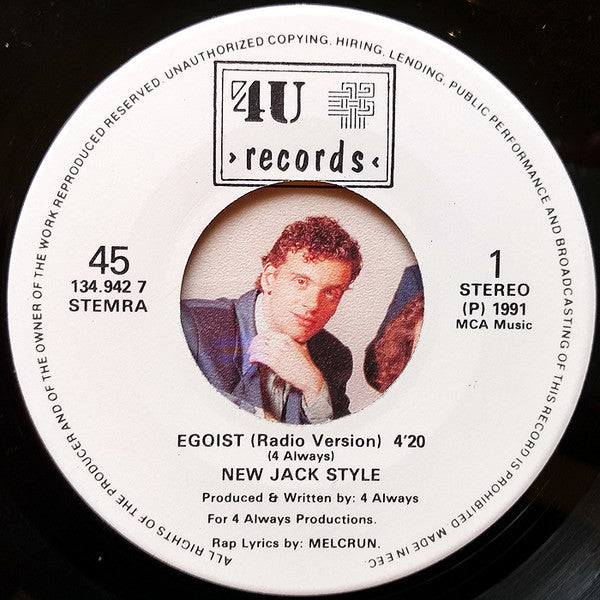 ALL RIGHTS OF THE PRODUCER AND OF THE OWNER OF THE WORK REPRODUCED RESERVED. UNAUTHORIZED COPYING. HIRING, LENDING, PUBLIC PERFORMANCE AND BROADCASTING OF THIS RECORD IS PROHIBITED. MADE IN EEC.
4U
›records‹
45
134.942 7
STEMRA
1
STEREO
(P) 1991
MCA Music
EGOIST (Radio Version) 4'20
(4 Always)
NEW JACK STYLE
Produced & Written by: 4 Always
For 4 Always Productions.
Rap Lyrics by: MELCRUN.